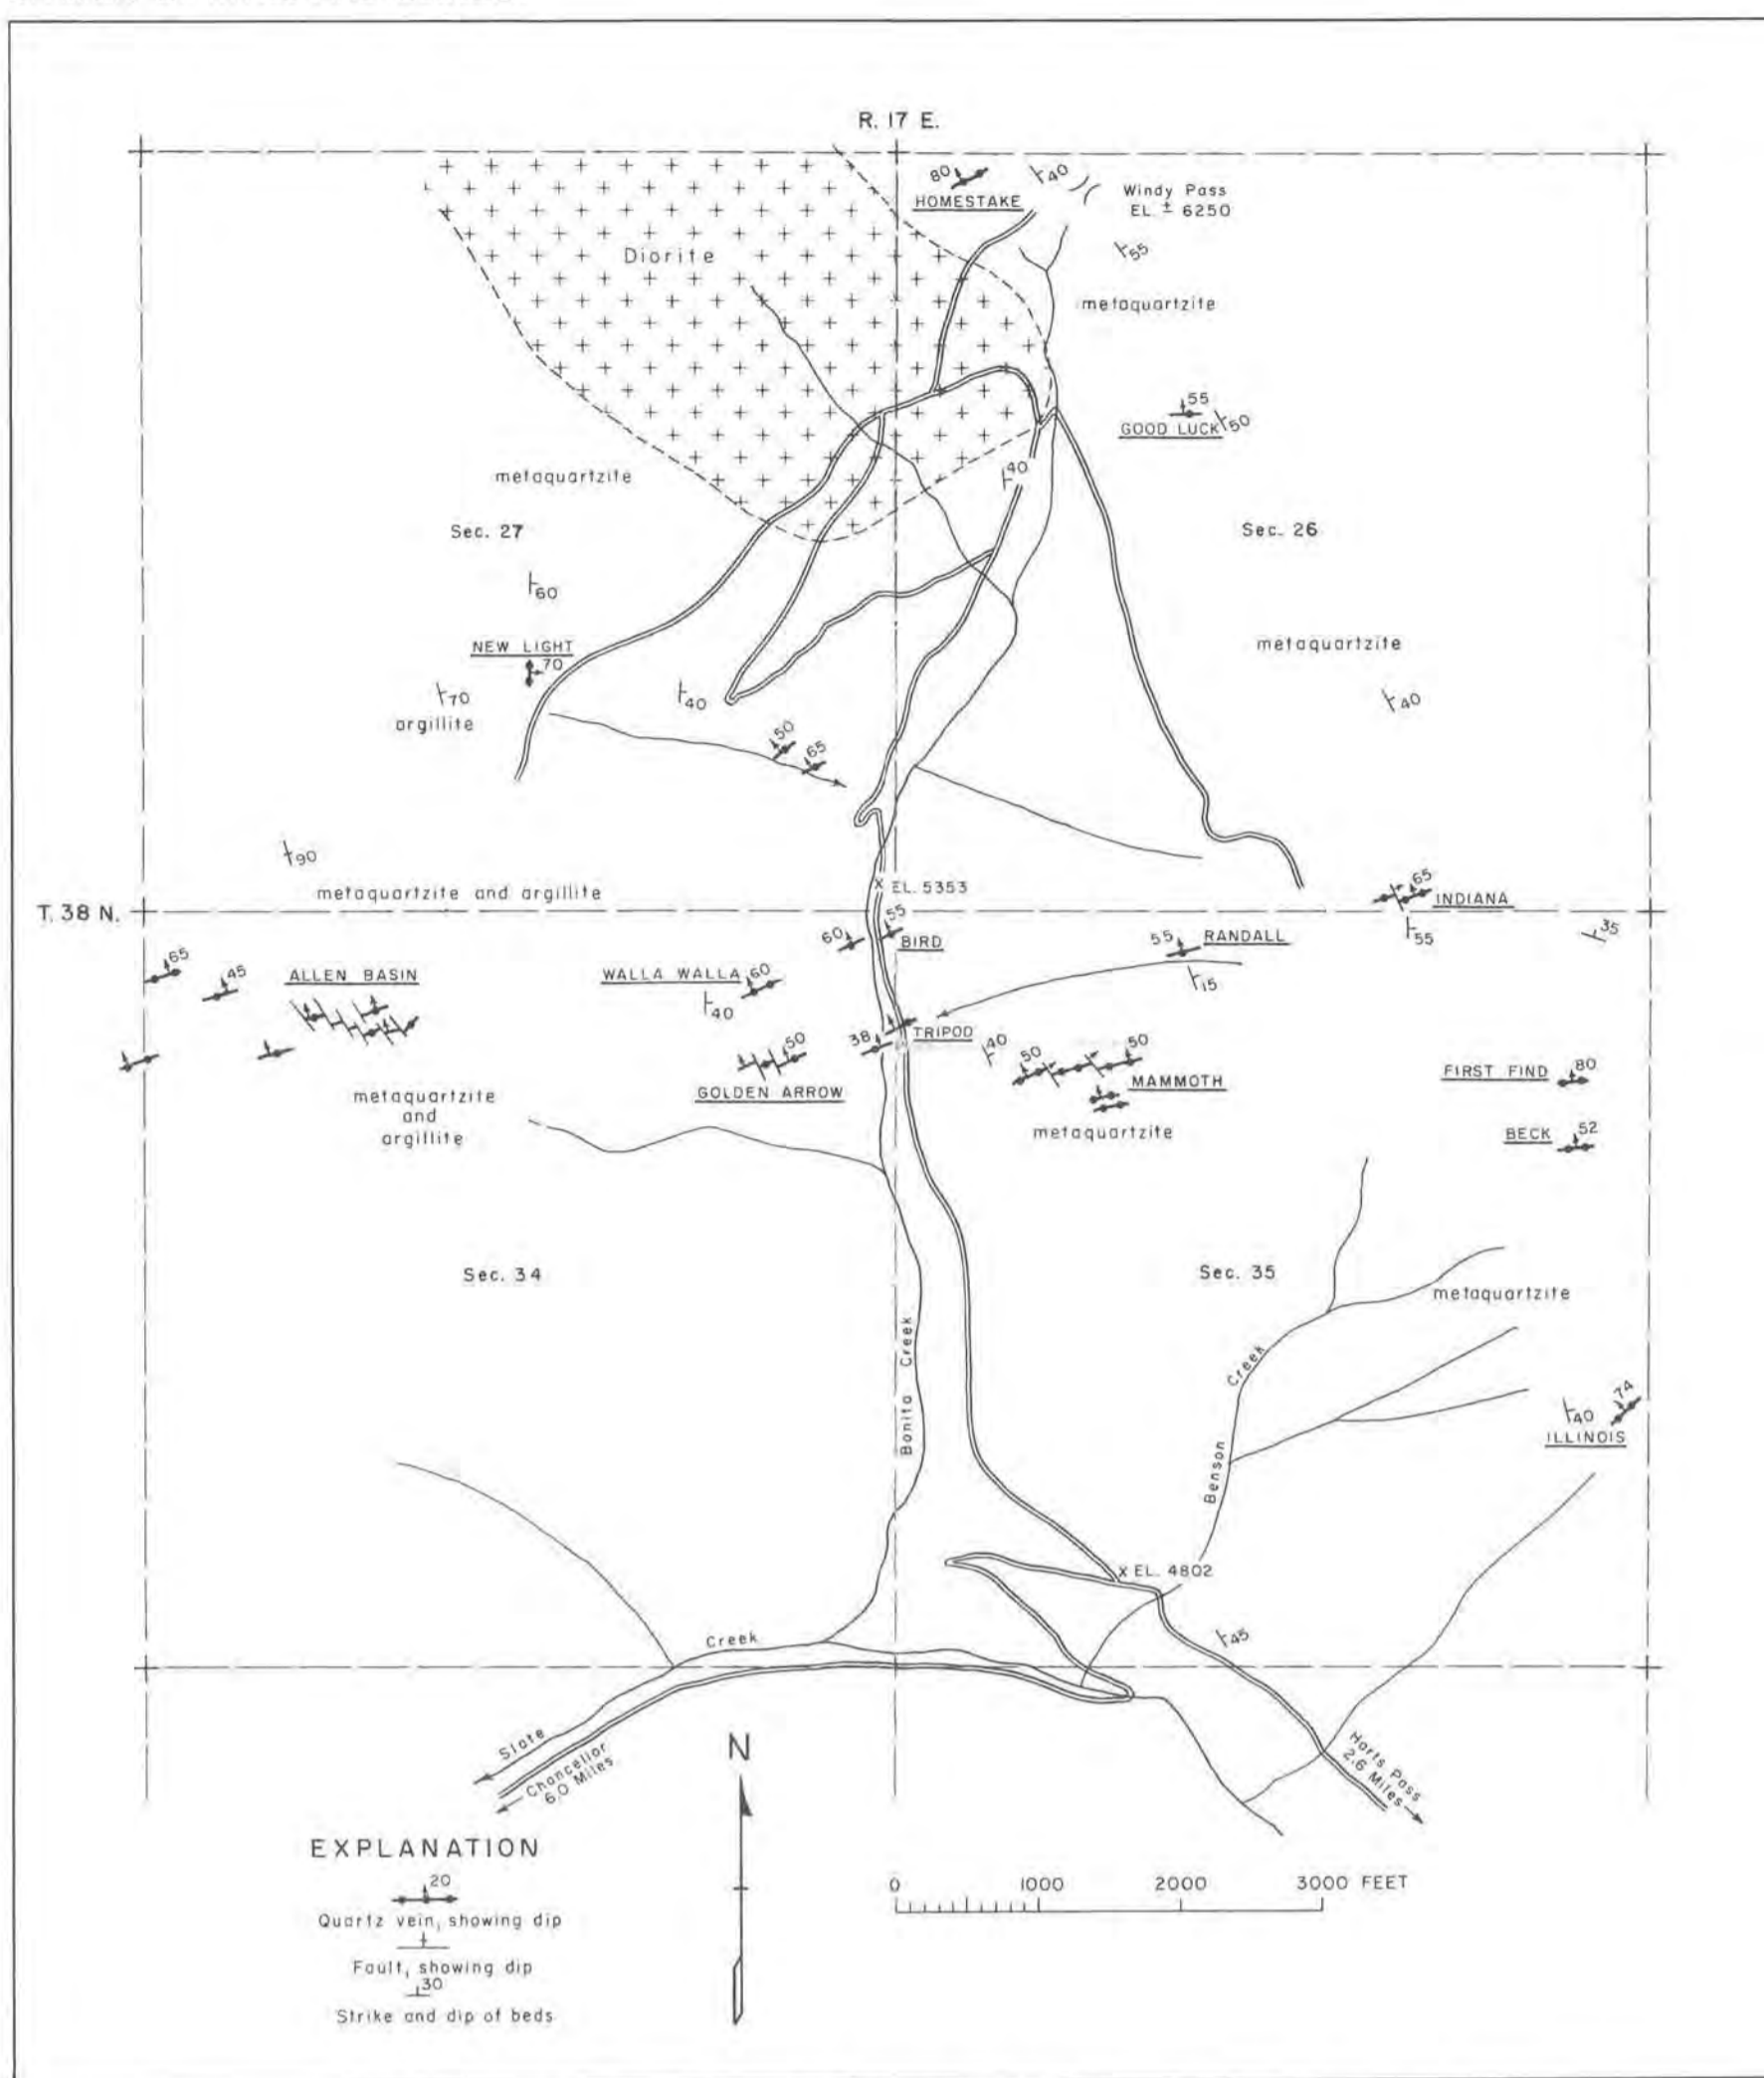 R. 17 E.
80
40
HOMESTAKE
Windy Pass
EL. ± 6250
Diorite
55
metaquartzite
55
GOOD LUCK
50
40
metaquartzite
Sec. 27
Sec. 26
60
NEW LIGHT
70
metaquartzite
70
40
40
argillite
50
65
90
metaquartzite and argillite
X EL. 5353
65
T. 38 N.
INDIANA
55
60
BIRD
55
RANDALL
55
35
65
45
ALLEN BASIN
WALLA WALLA
60
15
40
TRIPOD
38
50
40
50
50
GOLDEN ARROW
MAMMOTH
FIRST FIND
80
metaquartzite
and
argillite
metaquartzite
BECK
52
Sec. 34
Sec. 35
metaquartzite
Bonita Creek
Benson Creek
74
40
ILLINOIS
X EL. 4802
45
Slate Creek
Chancellor
6.0 Miles
Harts Pass
2.6 Miles
N
EXPLANATION
20
Quartz vein, showing dip
Fault, showing dip
30
Strike and dip of beds
0 1000 2000 3000 FEET